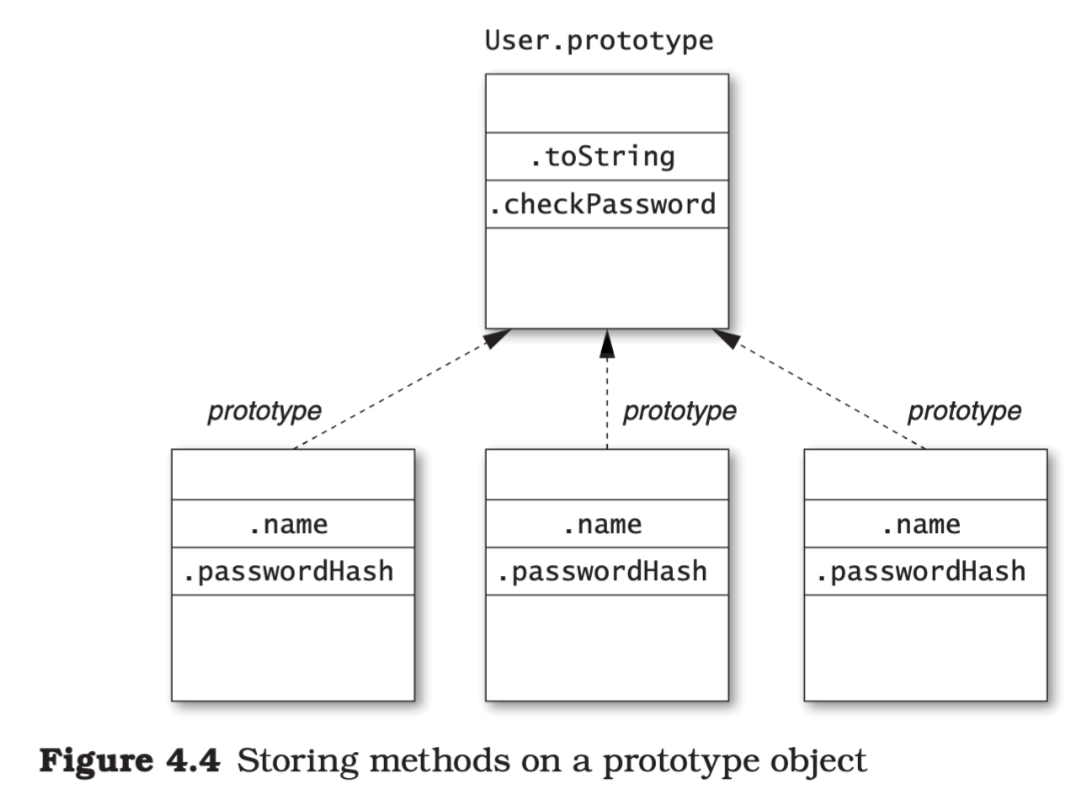 User.prototype
.toString
.checkPassword
prototype prototype prototype
.name .name .name
.passwordHash .passwordHash .passwordHash
Figure 4.4 Storing methods on a prototype object